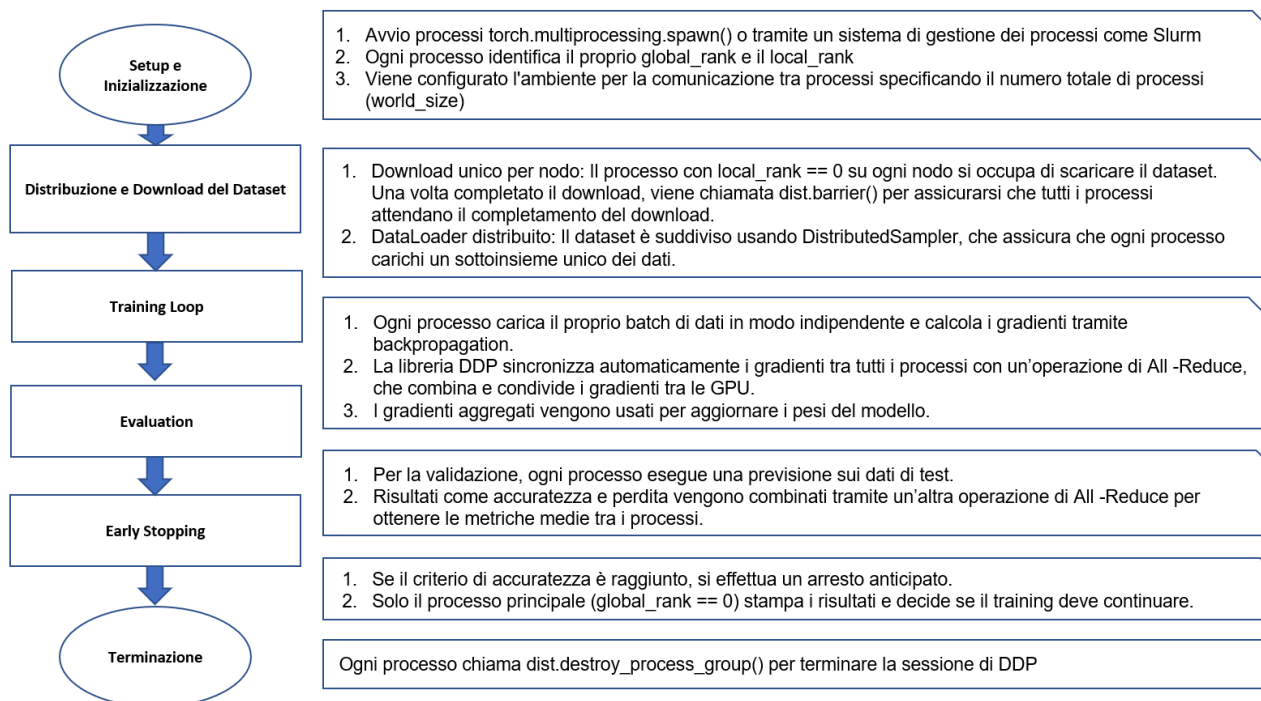 Setup e
Inizializzazione
1. Avvio processi torch.multiprocessing.spawn() o tramite un sistema di gestione dei processi come Slurm
2. Ogni processo identifica il proprio global_rank e il local_rank
3. Viene configurato l'ambiente per la comunicazione tra processi specificando il numero totale di processi
(world_size)
Distribuzione e Download del Dataset
1. Download unico per nodo: Il processo con local_rank == 0 su ogni nodo si occupa di scaricare il dataset.
Una volta completato il download, viene chiamata dist.barrier() per assicurarsi che tutti i processi
attendano il completamento del download.
2. DataLoader distribuito: Il dataset è suddiviso usando DistributedSampler, che assicura che ogni processo
carichi un sottoinsieme unico dei dati.
Training Loop
1. Ogni processo carica il proprio batch di dati in modo indipendente e calcola i gradienti tramite
backpropagation.
2. La libreria DDP sincronizza automaticamente i gradienti tra tutti i processi con un’operazione di All -Reduce,
che combina e condivide i gradienti tra le GPU.
3. I gradienti aggregati vengono usati per aggiornare i pesi del modello.
Evaluation
1. Per la validazione, ogni processo esegue una previsione sui dati di test.
2. Risultati come accuratezza e perdita vengono combinati tramite un’altra operazione di All -Reduce per
ottenere le metriche medie tra i processi.
Early Stopping
1. Se il criterio di accuratezza è raggiunto, si effettua un arresto anticipato.
2. Solo il processo principale (global_rank == 0) stampa i risultati e decide se il training deve continuare.
Terminazione
Ogni processo chiama dist.destroy_process_group() per terminare la sessione di DDP